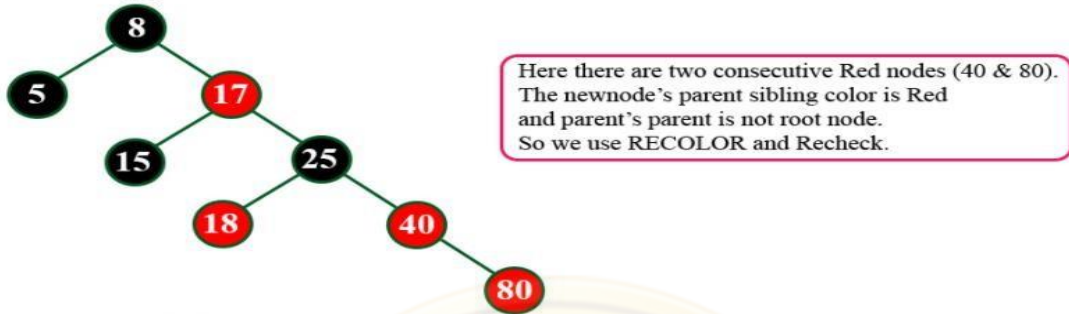 8
5
17
15
25
18
40
80
Here there are two consecutive Red nodes (40 & 80).
The newnode's parent sibling color is Red
and parent's parent is not root node.
So we use RECOLOR and Recheck.